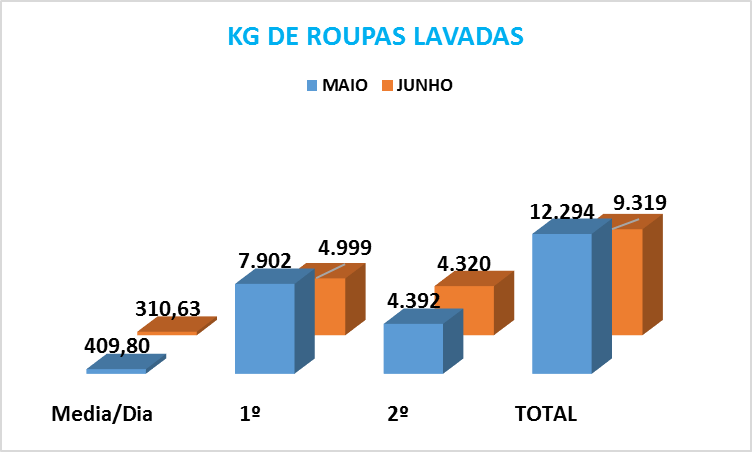 KG DE ROUPAS LAVADAS
MAIO JUNHO
12.294 9.319
7.902 4.999
4.392 4.320
409,80 310,63
Media/Dia 1º 2º TOTAL